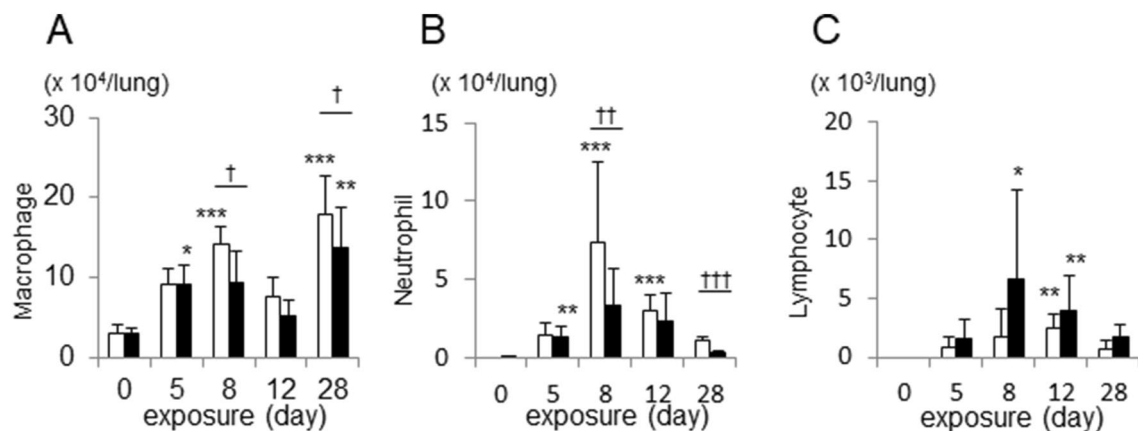 A
B
C
(x 10⁴/lung)
(x 10⁴/lung)
(x 10³/lung)
Macrophage
30
20
10
0
†
†
***
*
***
**
0 5 8 12 28
exposure (day)
Neutrophil
15
10
5
0
††
***
**
***
†††
0 5 8 12 28
exposure (day)
Lymphocyte
20
15
10
5
0
*
**
**
0 5 8 12 28
exposure (day)